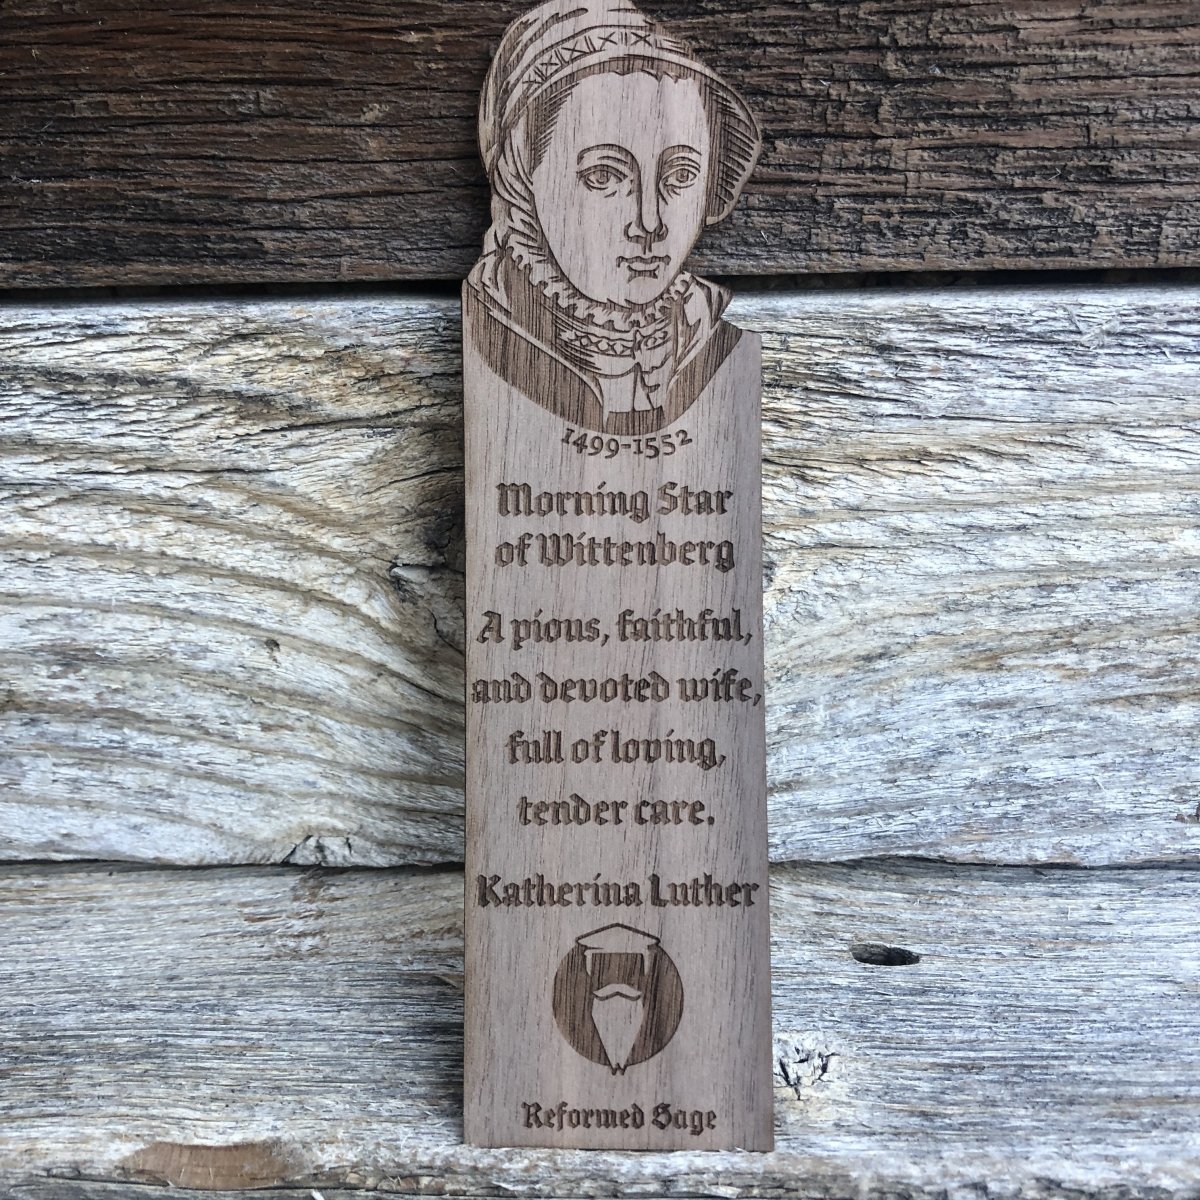 1499-1552
Morning Star
of Wittenberg
A pious, faithful,
and devoted wife,
full of loving,
tender care.
Katherina Luther
Reformed Sage